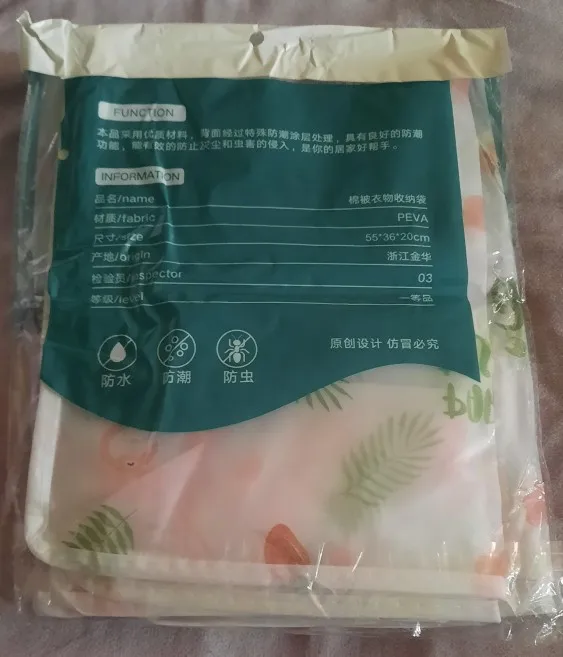 FUNCTION
本品采用优质材料，背面经过特殊防潮涂层处理，具有良好的防潮
功能，能有效的防止灰尘和虫害的侵入，是你的居家好帮手。
INFORMATION
品名/name 棉被衣物收纳袋
材质/fabric PEVA
尺寸/size 55*36*20cm
产地/origin 浙江金华
检验员/inspector 03
等级/level 一等品
防水 防潮 防虫
原创设计 仿冒必究